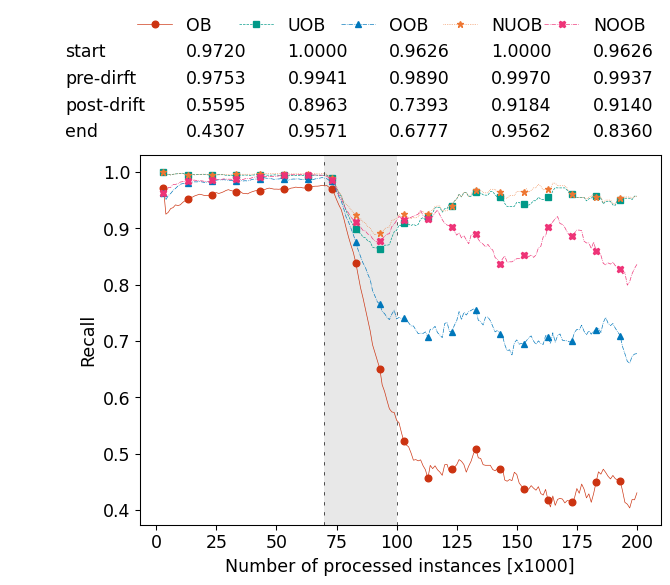 OB UOB OOB NUOB NOOB
start 0.9720 1.0000 0.9626 1.0000 0.9626
pre-dirft 0.9753 0.9941 0.9890 0.9970 0.9937
post-drift 0.5595 0.8963 0.7393 0.9184 0.9140
end 0.4307 0.9571 0.6777 0.9562 0.8360
1.0
0.9
0.8
0.7
0.6
0.5
0.4
Recall
0 25 50 75 100 125 150 175 200
Number of processed instances [x1000]